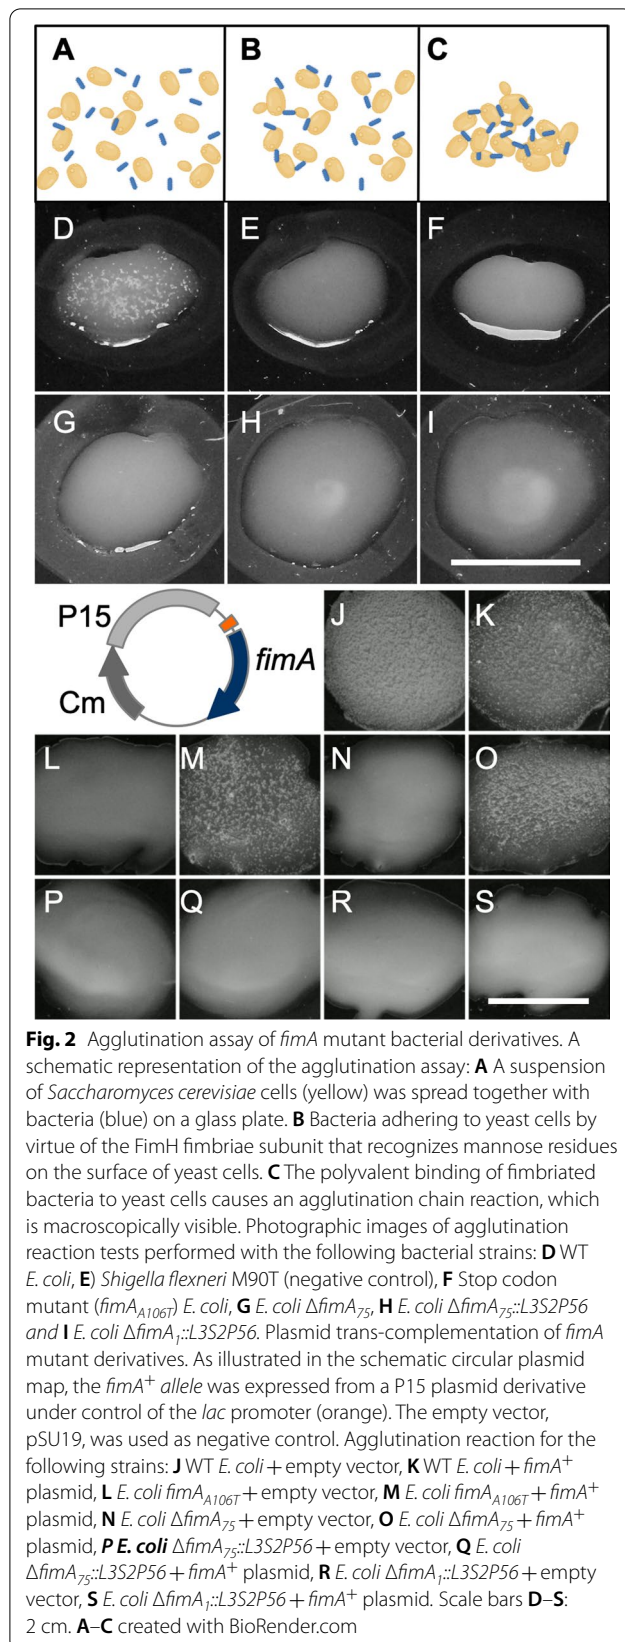 A B C
D E F
G H I
P15
fimA
Cm
J K
L M N O
P Q R S
Fig. 2 Agglutination assay of fimA mutant bacterial derivatives. A
schematic representation of the agglutination assay: A A suspension
of Saccharomyces cerevisiae cells (yellow) was spread together with
bacteria (blue) on a glass plate. B Bacteria adhering to yeast cells by
virtue of the FimH fimbriae subunit that recognizes mannose residues
on the surface of yeast cells. C The polyvalent binding of fimbriated
bacteria to yeast cells causes an agglutination chain reaction, which
is macroscopically visible. Photographic images of agglutination
reaction tests performed with the following bacterial strains: D WT
E. coli, E) Shigella flexneri M90T (negative control), F Stop codon
mutant (fimA_A106T) E. coli, G E. coli ΔfimA₇₅, H E. coli ΔfimA₇₅::L3S2P56
and I E. coli ΔfimA₁::L3S2P56. Plasmid trans-complementation of fimA
mutant derivatives. As illustrated in the schematic circular plasmid
map, the fimA⁺ allele was expressed from a P15 plasmid derivative
under control of the lac promoter (orange). The empty vector,
pSU19, was used as negative control. Agglutination reaction for the
following strains: J WT E. coli + empty vector, K WT E. coli + fimA⁺
plasmid, L E. coli fimA_A106T + empty vector, M E. coli fimA_A106T + fimA⁺
plasmid, N E. coli ΔfimA₇₅ + empty vector, O E. coli ΔfimA₇₅ + fimA⁺
plasmid, P E. coli ΔfimA₇₅::L3S2P56 + empty vector, Q E. coli
ΔfimA₇₅::L3S2P56 + fimA⁺ plasmid, R E. coli ΔfimA₁::L3S2P56 + empty
vector, S E. coli ΔfimA₁::L3S2P56 + fimA⁺ plasmid. Scale bars D–S:
2 cm. A–C created with BioRender.com